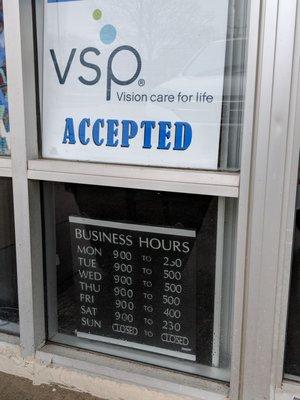 vsp®
Vision care for life
ACCEPTED
BUSINESS HOURS
MON 900 TO 230
TUE 900 TO 500
WED 900 TO 500
THU 900 TO 500
FRI 900 TO 400
SAT 900 TO 230
SUN CLOSED TO CLOSED